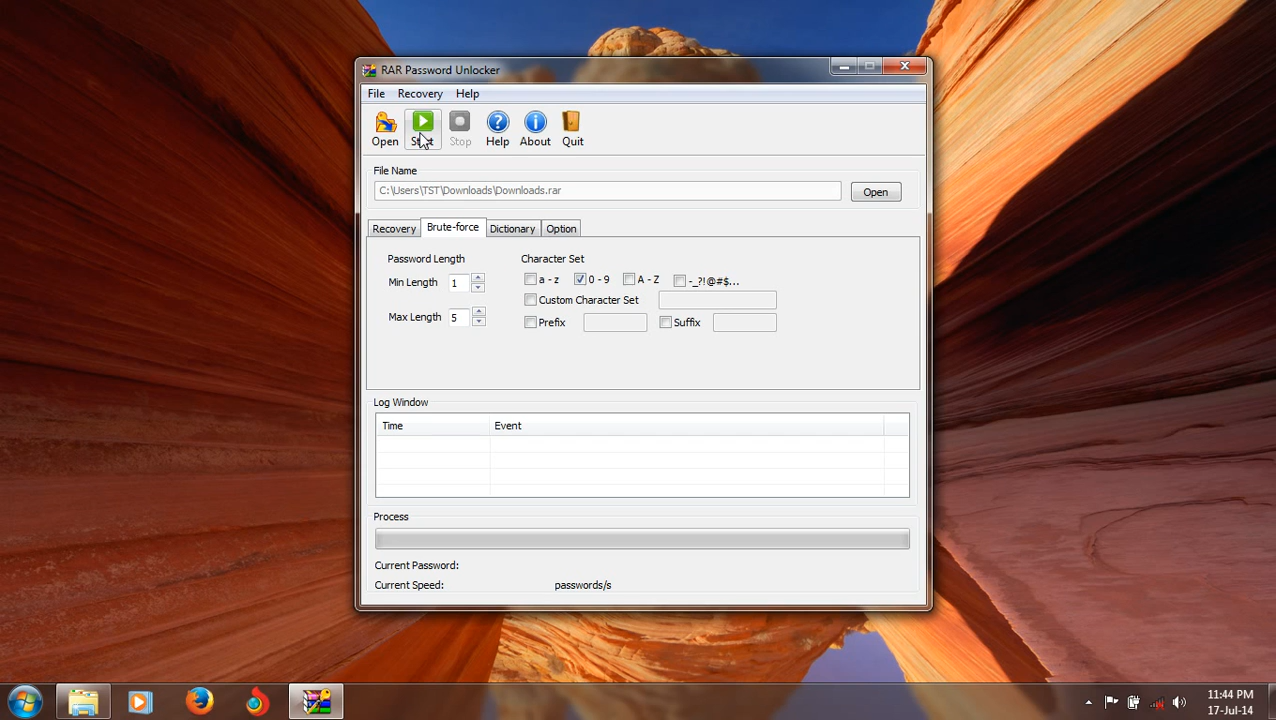 RAR Password Unlocker
File Recovery Help
Open Start Stop Help About Quit
File Name
C:\Users\TST\Downloads\Downloads.rar Open
Recovery Brute-force Dictionary Option
Password Length Character Set
Min Length 1 a - z 0 - 9 A - Z -_?!@#$...
Custom Character Set
Max Length 5 Prefix Suffix
Log Window
Time Event
Process
Current Password:
Current Speed: passwords/s
11:44 PM
17-Jul-14